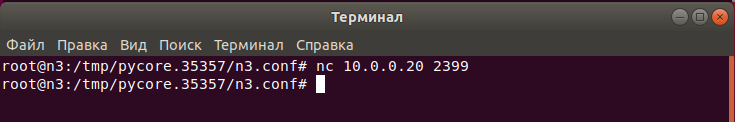 Терминал
Файл Правка Вид Поиск Терминал Справка
root@n3:/tmp/pycore.35357/n3.conf# nc 10.0.0.20 2399
root@n3:/tmp/pycore.35357/n3.conf#